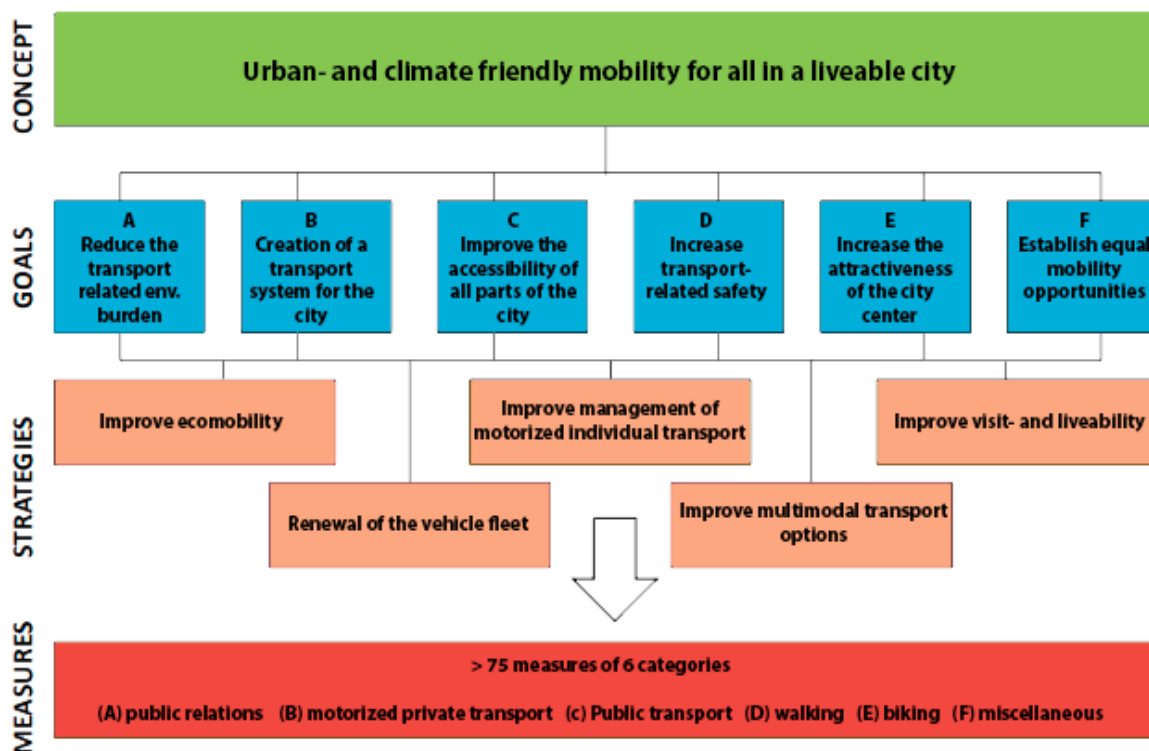 CONCEPT
Urban- and climate friendly mobility for all in a liveable city
GOALS
A
Reduce the
transport
related env.
burden
B
Creation of a
transport
system for the
city
C
Improve the
accessibility of
all parts of the
city
D
Increase
transport-
related safety
E
Increase the
attractiveness
of the city
center
F
Establish equal
mobility
opportunities
STRATEGIES
Improve ecomobility
Improve management of
motorized individual transport
Improve visit- and liveability
Renewal of the vehicle fleet
Improve multimodal transport
options
MEASURES
> 75 measures of 6 categories
(A) public relations (B) motorized private transport (c) Public transport (D) walking (E) biking (F) miscellaneous